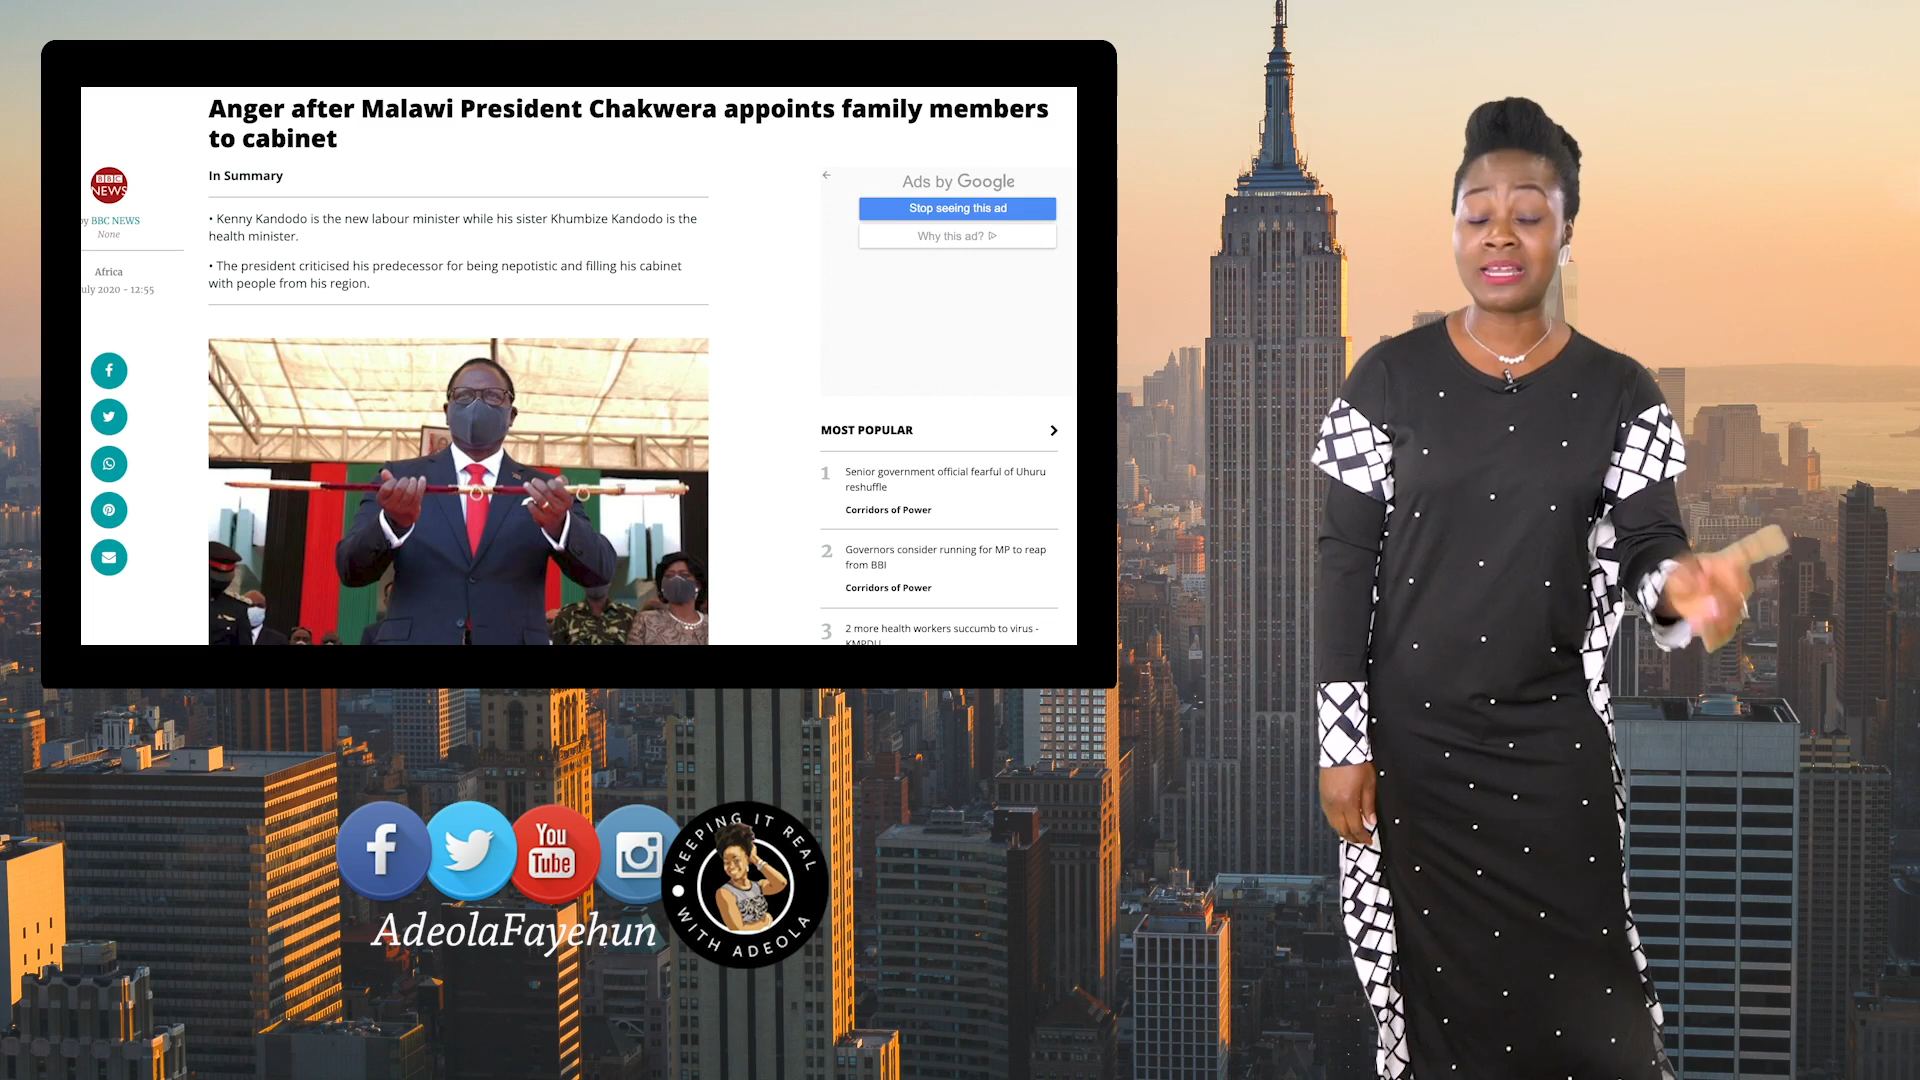 Anger after Malawi President Chakwera appoints family members
to cabinet
In Summary
• Kenny Kandodo is the new labour minister while his sister Khumbize Kandodo is the
health minister.
• The president criticised his predecessor for being nepotistic and filling his cabinet
with people from his region.
BBC
NEWS
by BBC NEWS
None
Africa
uly 2020 - 12:55
Ads by Google
Stop seeing this ad
Why this ad?
MOST POPULAR
1
Senior government official fearful of Uhuru
reshuffle
Corridors of Power
2
Governors consider running for MP to reap
from BBI
Corridors of Power
3
2 more health workers succumb to virus -
KMPDU
You
Tube
AdeolaFayehun
KEEPING IT REAL
WITH ADEOLA